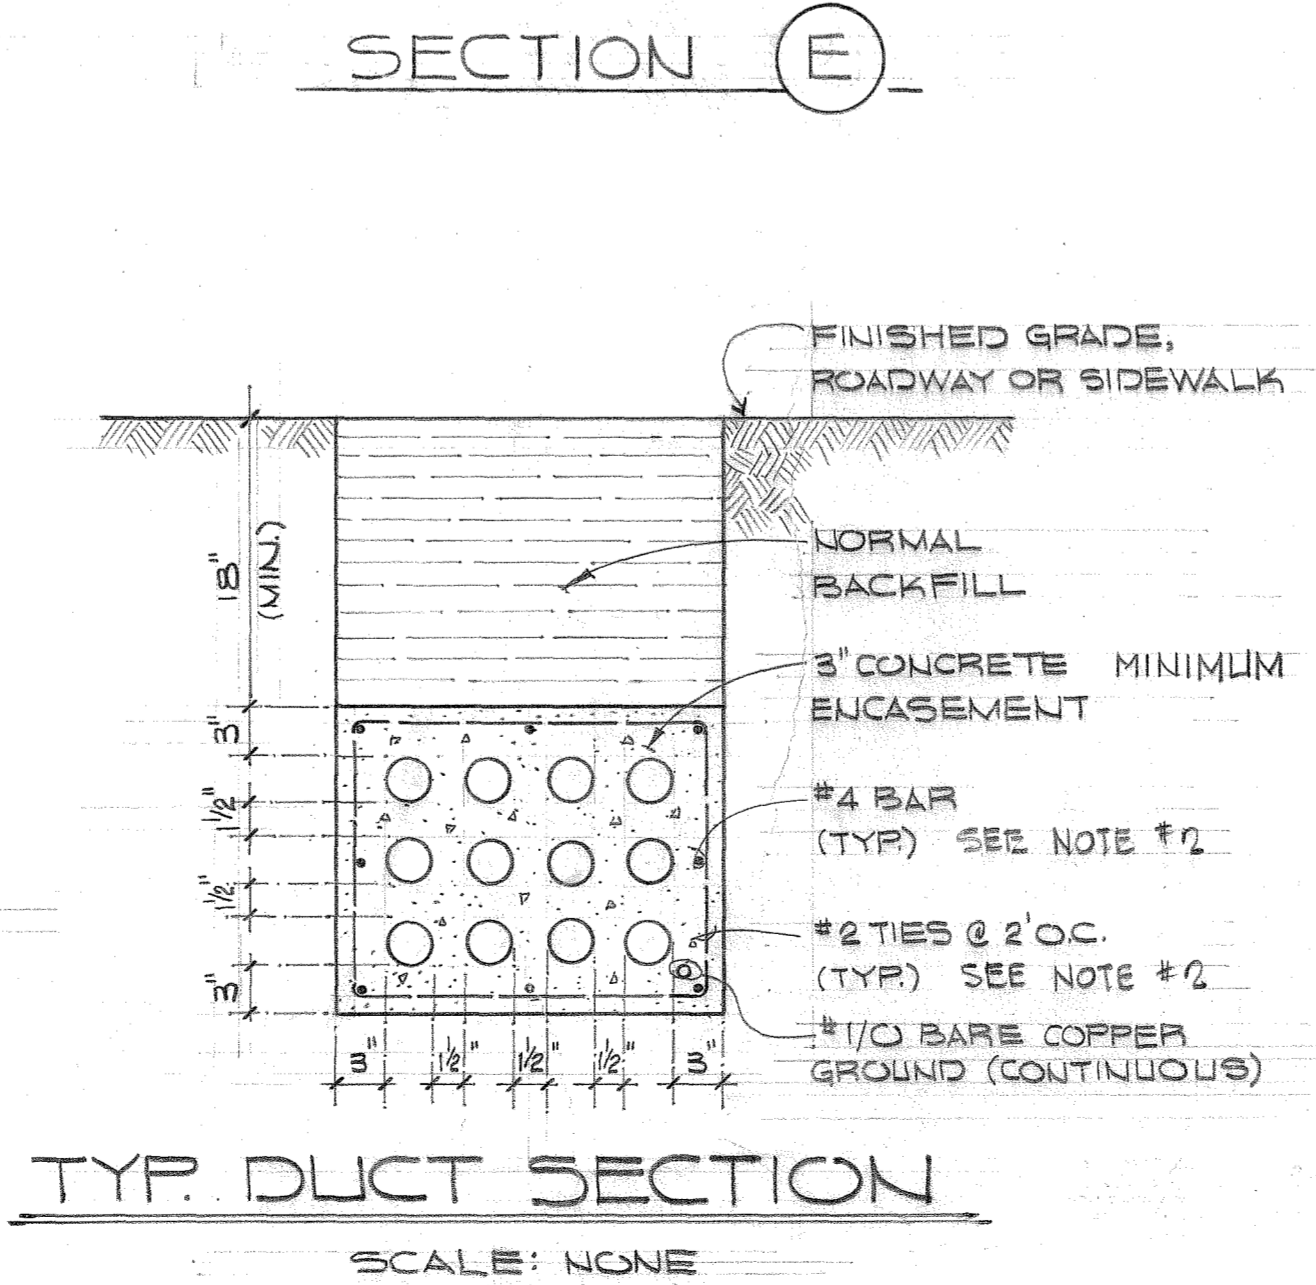 SECTION E
FINISHED GRADE,
ROADWAY OR SIDEWALK
18"
(MIN.)
NORMAL
BACKFILL
3" CONCRETE MINIMUM
ENCASEMENT
3"
1½"
1½"
3"
#4 BAR
(TYP.) SEE NOTE #2
#2 TIES @ 2' O.C.
(TYP.) SEE NOTE #2
#1/0 BARE COPPER
GROUND (CONTINUOUS)
3" 1½" 1½" 1½" 3"
TYP. DUCT SECTION
SCALE: NONE